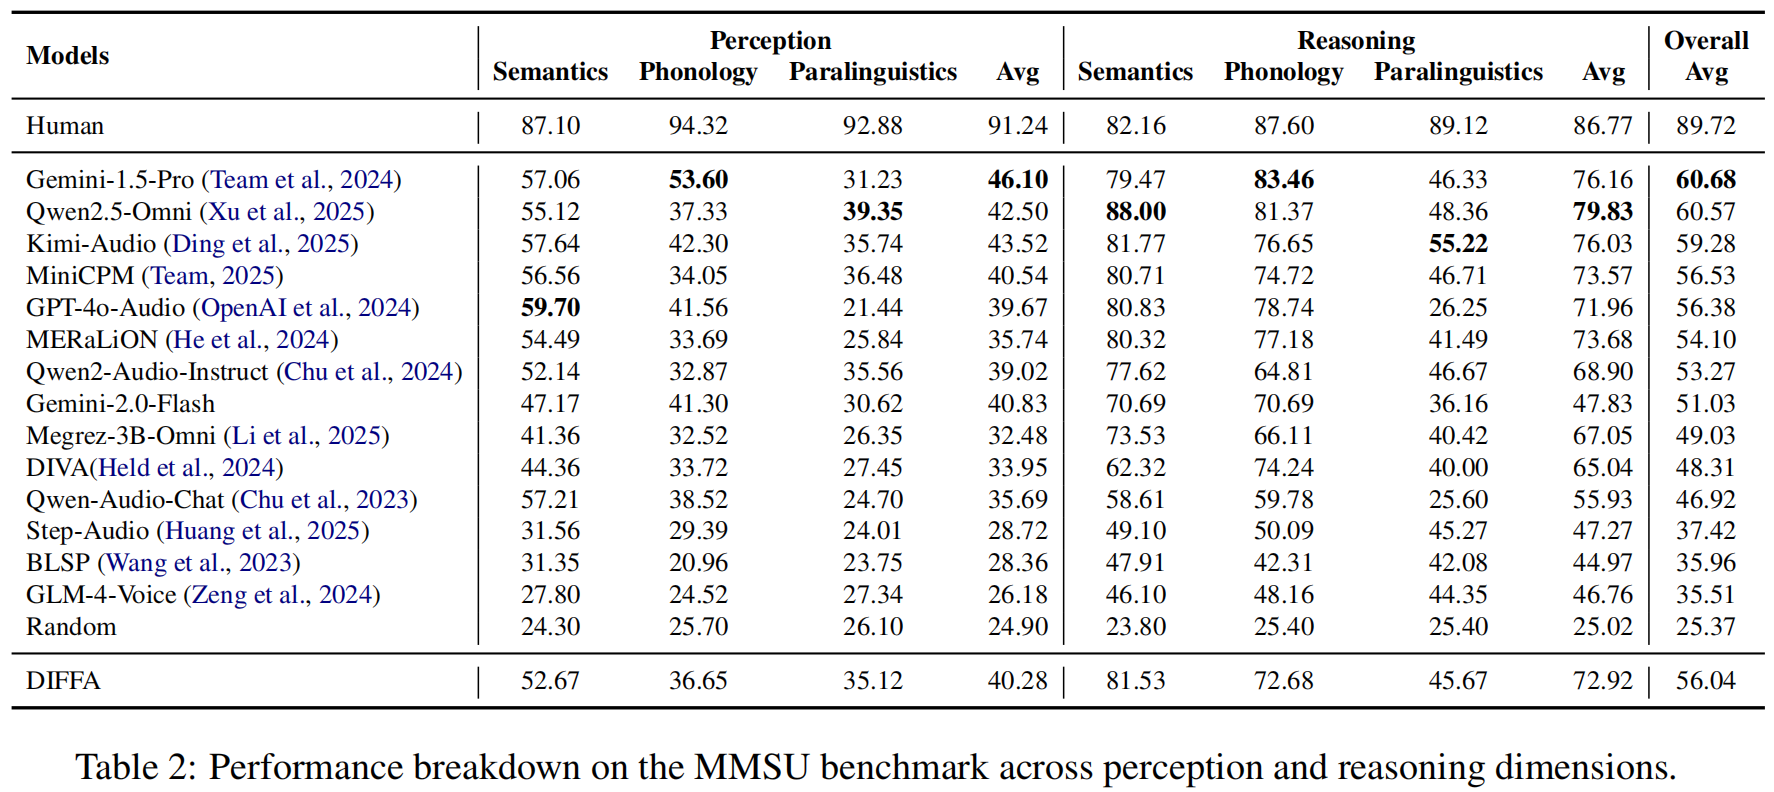 Models Perception Reasoning Overall
Semantics Phonology Paralinguistics Avg Semantics Phonology Paralinguistics Avg Avg
Human 87.10 94.32 92.88 91.24 82.16 87.60 89.12 86.77 89.72
Gemini-1.5-Pro (Team et al., 2024) 57.06 53.60 31.23 46.10 79.47 83.46 46.33 76.16 60.68
Qwen2.5-Omni (Xu et al., 2025) 55.12 37.33 39.35 42.50 88.00 81.37 48.36 79.83 60.57
Kimi-Audio (Ding et al., 2025) 57.64 42.30 35.74 43.52 81.77 76.65 55.22 76.03 59.28
MiniCPM (Team, 2025) 56.56 34.05 36.48 40.54 80.71 74.72 46.71 73.57 56.53
GPT-4o-Audio (OpenAI et al., 2024) 59.70 41.56 21.44 39.67 80.83 78.74 26.25 71.96 56.38
MERaLiON (He et al., 2024) 54.49 33.69 25.84 35.74 80.32 77.18 41.49 73.68 54.10
Qwen2-Audio-Instruct (Chu et al., 2024) 52.14 32.87 35.56 39.02 77.62 64.81 46.67 68.90 53.27
Gemini-2.0-Flash 47.17 41.30 30.62 40.83 70.69 70.69 36.16 47.83 51.03
Megrez-3B-Omni (Li et al., 2025) 41.36 32.52 26.35 32.48 73.53 66.11 40.42 67.05 49.03
DIVA(Held et al., 2024) 44.36 33.72 27.45 33.95 62.32 74.24 40.00 65.04 48.31
Qwen-Audio-Chat (Chu et al., 2023) 57.21 38.52 24.70 35.69 58.61 59.78 25.60 55.93 46.92
Step-Audio (Huang et al., 2025) 31.56 29.39 24.01 28.72 49.10 50.09 45.27 47.27 37.42
BLSP (Wang et al., 2023) 31.35 20.96 23.75 28.36 47.91 42.31 42.08 44.97 35.96
GLM-4-Voice (Zeng et al., 2024) 27.80 24.52 27.34 26.18 46.10 48.16 44.35 46.76 35.51
Random 24.30 25.70 26.10 24.90 23.80 25.40 25.40 25.02 25.37
DIFFA 52.67 36.65 35.12 40.28 81.53 72.68 45.67 72.92 56.04
Table 2: Performance breakdown on the MMSU benchmark across perception and reasoning dimensions.